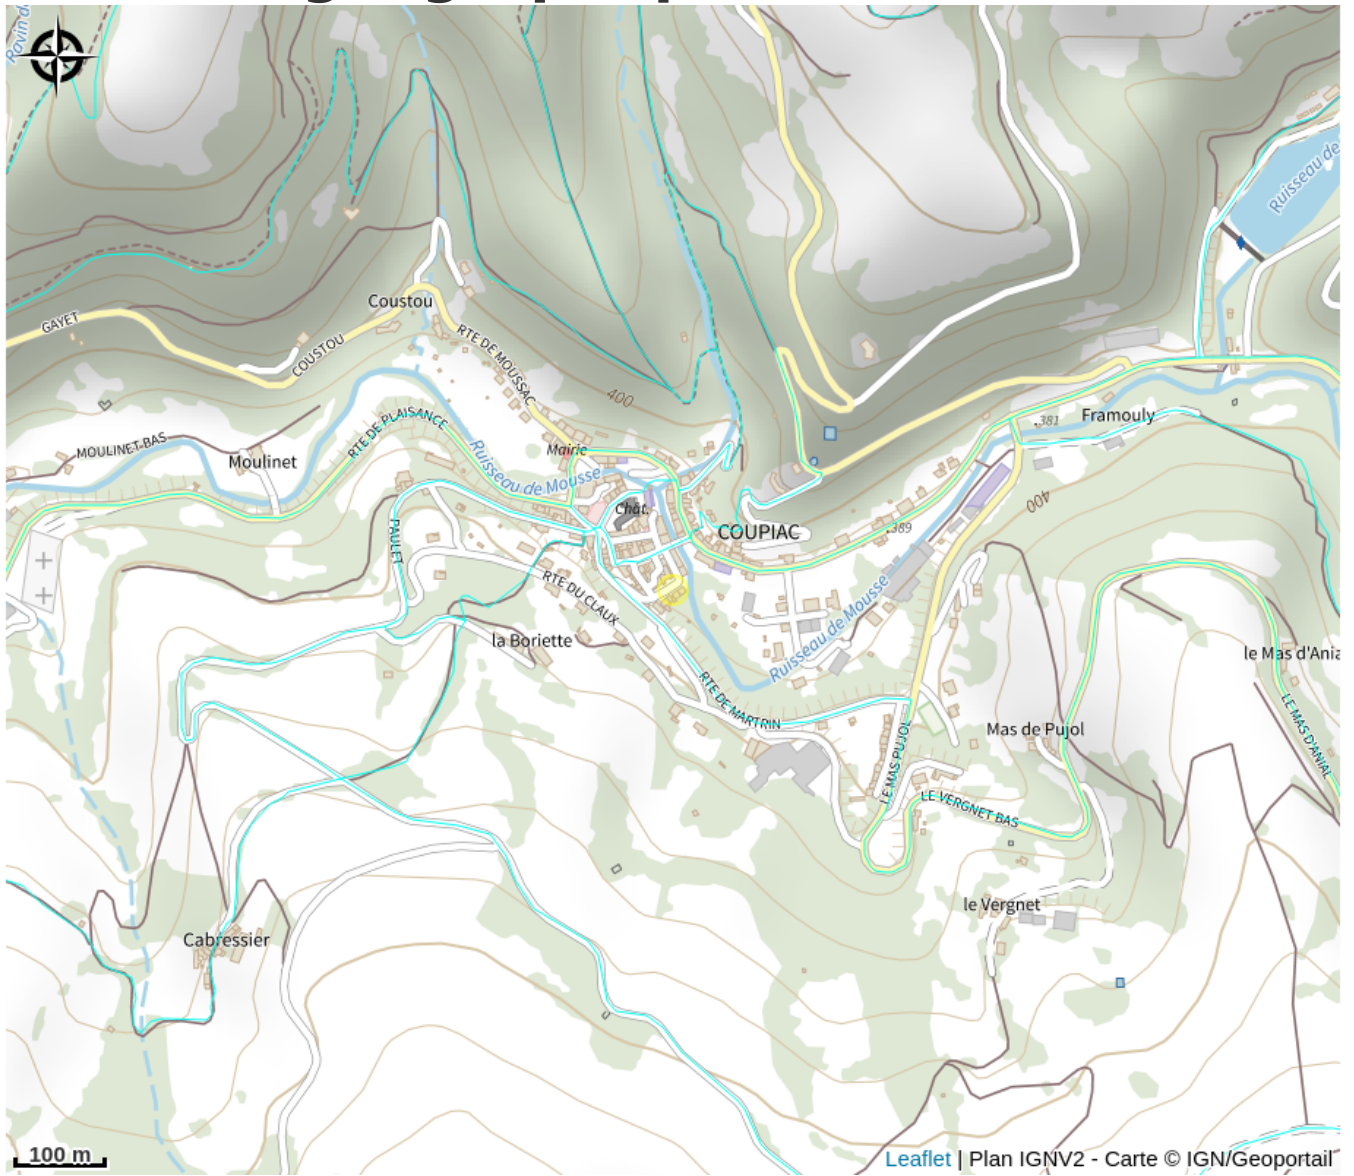 Ravin d
Ruisseau de
Coustou
GAYET
COUSTOU
RTE DE MOUSSAC
400
RTE DE PLAISANCE
Framouly
381
MOULINET-BAS
Moulinet
Mairie
Ruisseau de Mousse
Chât.
400
COUPIAC
389
PAULET
RTE DU CLAUX
Ruisseau de Mousse
la Boriette
le Mas d'Ania
RTE DE MARTRIN
Mas de Pujol
LE MAS PUJOL
LE MAS D'ANIAL
LE VERGNET BAS
le Vergnet
Cabressier
100 m
Leaflet | Plan IGNV2 - Carte © IGN/Geoportail